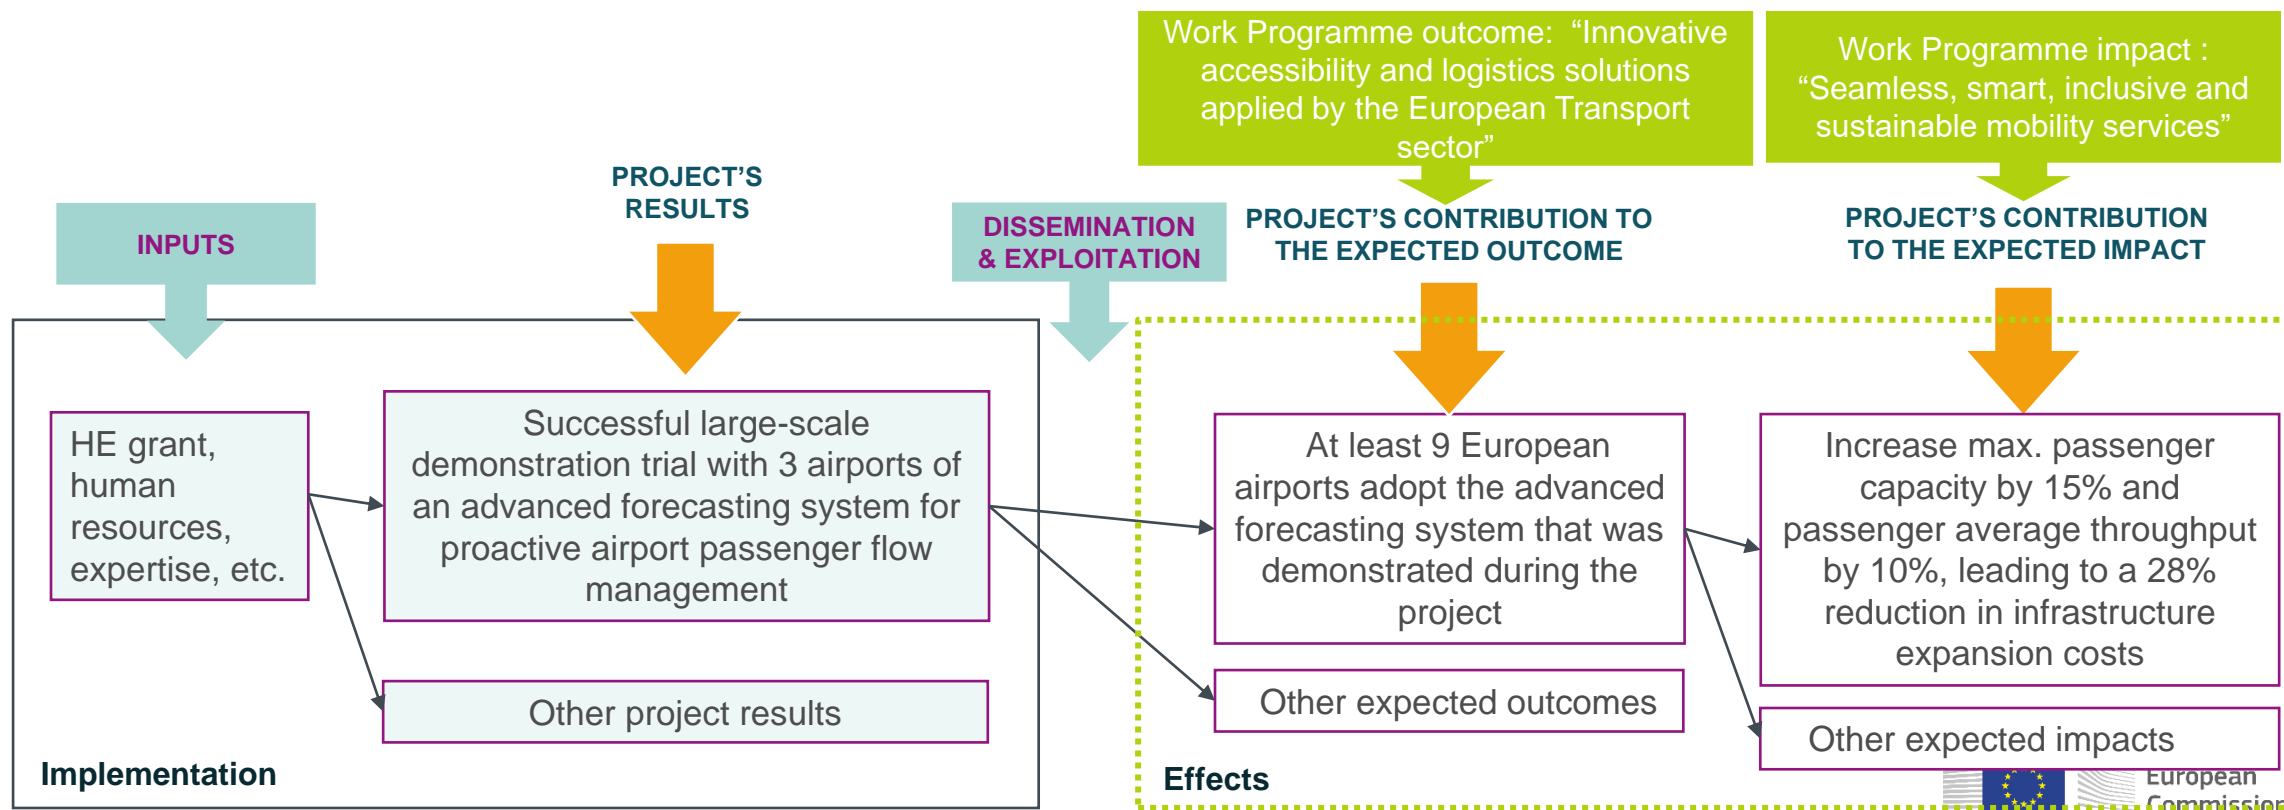 Work Programme outcome:  “Innovative
accessibility and logistics solutions
applied by the European Transport
sector”
Work Programme impact :
“Seamless, smart, inclusive and
sustainable mobility services”
INPUTS
PROJECT’S
RESULTS
DISSEMINATION
& EXPLOITATION
PROJECT’S CONTRIBUTION TO
THE EXPECTED OUTCOME
PROJECT’S CONTRIBUTION
TO THE EXPECTED IMPACT
HE grant,
human
resources,
expertise, etc.
Successful large-scale
demonstration trial with 3 airports of
an advanced forecasting system for
proactive airport passenger flow
management
Other project results
Implementation
At least 9 European
airports adopt the advanced
forecasting system that was
demonstrated during the
project
Other expected outcomes
Increase max. passenger
capacity by 15% and
passenger average throughput
by 10%, leading to a 28%
reduction in infrastructure
expansion costs
Other expected impacts
Effects
European
Commission